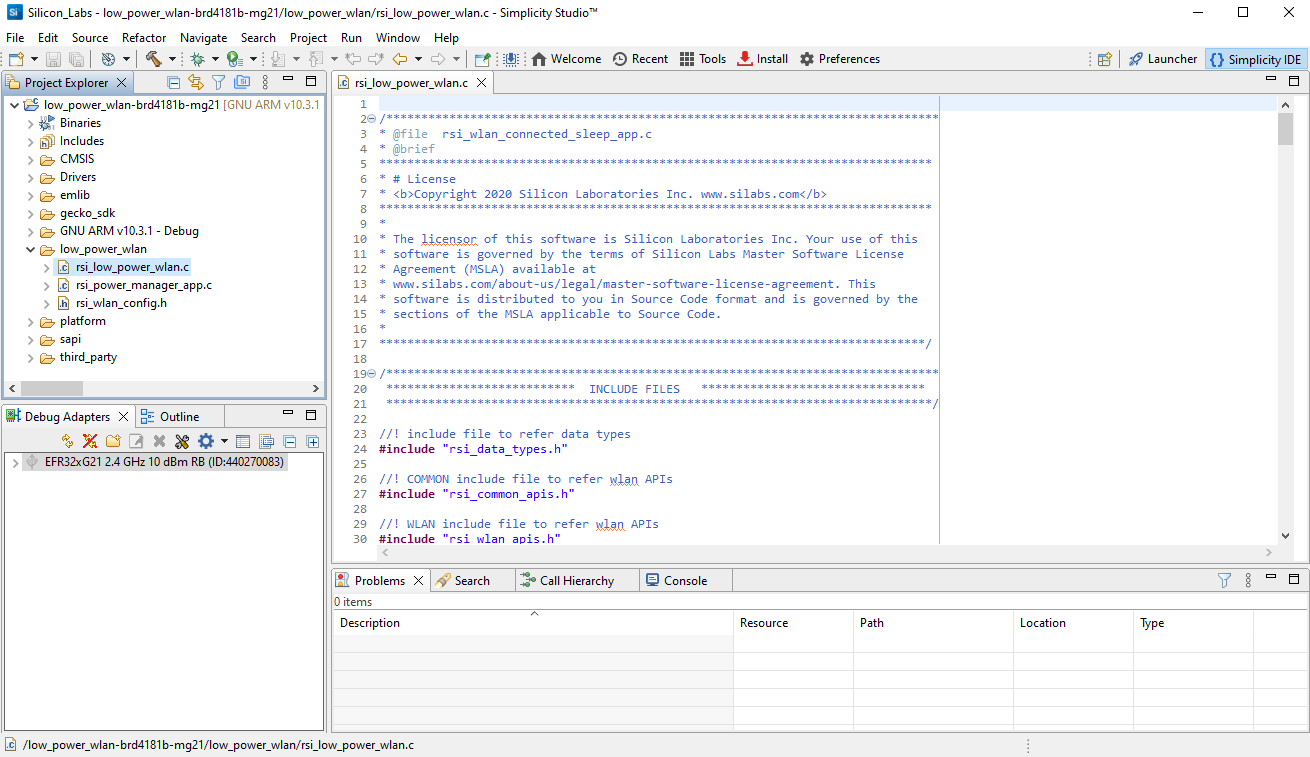 Silicon_Labs - low_power_wlan-brd4181b-mg21/low_power_wlan/rsi_low_power_wlan.c - Simplicity Studio™
File Edit Source Refactor Navigate Search Project Run Window Help
Welcome Recent Tools Install Preferences Launcher {} Simplicity IDE
Project Explorer
low_power_wlan-brd4181b-mg21 [GNU ARM v10.3.1
Binaries
Includes
CMSIS
Drivers
emlib
gecko_sdk
GNU ARM v10.3.1 - Debug
low_power_wlan
rsi_low_power_wlan.c
rsi_power_manager_app.c
rsi_wlan_config.h
platform
sapi
third_party
Debug Adapters Outline
EFR32xG21 2.4 GHz 10 dBm RB (ID:440270083)
rsi_low_power_wlan.c
1
2 /*******************************************************************************
3 * @file  rsi_wlan_connected_sleep_app.c
4 * @brief
5 *******************************************************************************
6 * # License
7 * <b>Copyright 2020 Silicon Laboratories Inc. www.silabs.com</b>
8 *******************************************************************************
9 *
10 * The licensor of this software is Silicon Laboratories Inc. Your use of this
11 * software is governed by the terms of Silicon Labs Master Software License
12 * Agreement (MSLA) available at
13 * www.silabs.com/about-us/legal/master-software-license-agreement. This
14 * software is distributed to you in Source Code format and is governed by the
15 * sections of the MSLA applicable to Source Code.
16 *
17 ******************************************************************************/
18
19 /*******************************************************************************
20 ***************************  INCLUDE FILES   ********************************
21 ******************************************************************************/
22
23 //! include file to refer data types
24 #include "rsi_data_types.h"
25
26 //! COMMON include file to refer wlan APIs
27 #include "rsi_common_apis.h"
28
29 //! WLAN include file to refer wlan APIs
30 #include "rsi_wlan_apis.h"
Problems Search Call Hierarchy Console
0 items
Description Resource Path Location Type
/low_power_wlan-brd4181b-mg21/low_power_wlan/rsi_low_power_wlan.c